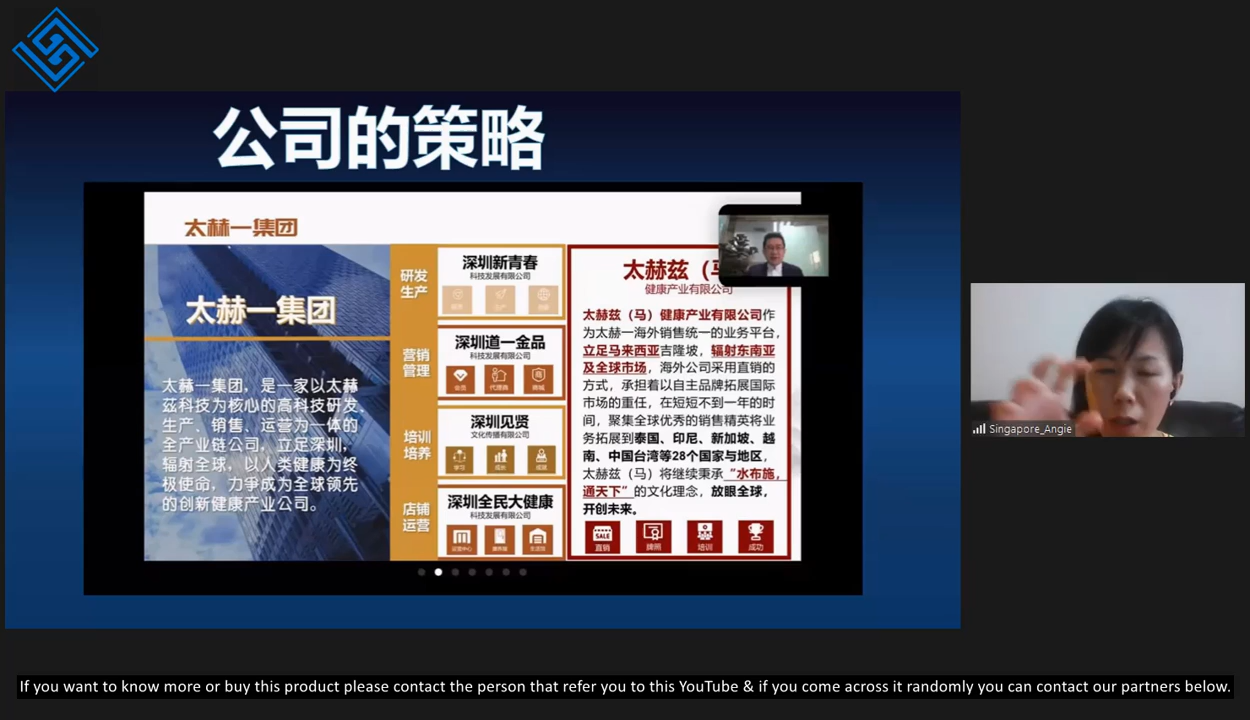 公司的策略
太赫一集团
太赫一集团
太赫一集团，是一家以太赫
兹科技为核心的高科技研发、
生产、销售、运营为一体的
全产业链公司，立足深圳，
辐射全球，以人类健康为终
极使命，力争成为全球领先
的创新健康产业公司。
研发
生产
深圳新青春
科技发展有限公司
营销
管理
深圳道一金品
科技发展有限公司
会员
代理商
商城
培训
培养
深圳见贤
文化传播有限公司
学习
成长
店铺
运营
深圳全民大健康
科技发展有限公司
太赫兹（马
健康产业有限公司
太赫兹（马）健康产业有限公司作
为太赫一海外销售统一的业务平台，
立足马来西亚吉隆坡，辐射东南亚
及全球市场，海外公司采用直销的
方式，承担着以自主品牌拓展国际
市场的重任，在短短不到一年的时
间，聚集全球优秀的销售精英将业
务拓展到泰国、印尼、新加坡、越
南、中国台湾等28个国家与地区，
太赫兹（马）将继续秉承“水布施，
通天下”的文化理念，放眼全球，
开创未来。
SALE
直销
牌照
培训
成功
Singapore_Angie
If you want to know more or buy this product please contact the person that refer you to this YouTube & if you come across it randomly you can contact our partners below.